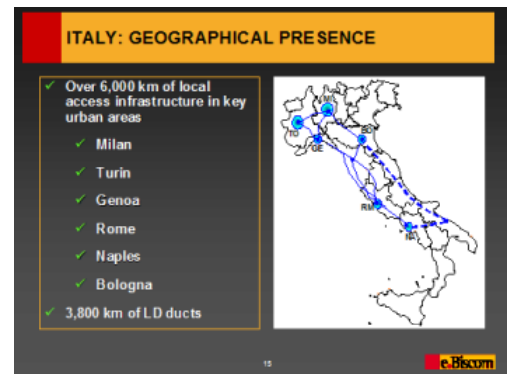 ITALY: GEOGRAPHICAL PRESENCE
Over 6,000 km of local
access infrastructure in key
urban areas
Milan
Turin
Genoa
Rome
Naples
Bologna
3,800 km of LD ducts
MI
TO
BO
GE
RM
NA
15
e.Biscom